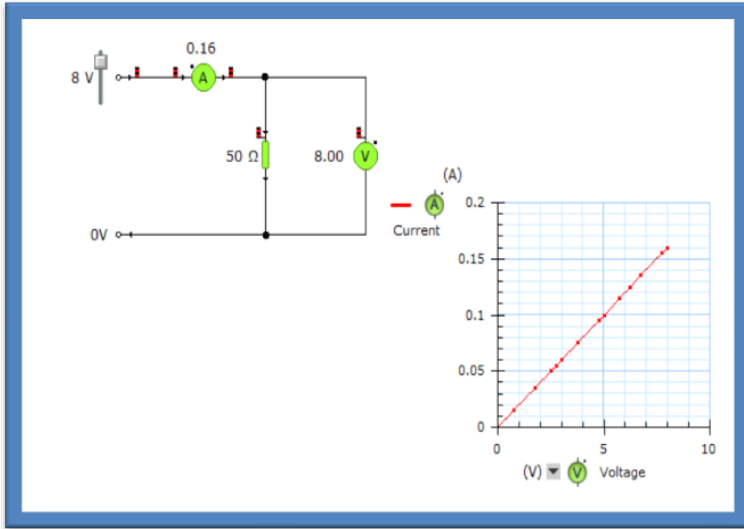 0.16
8 V
A
50 Ω
8.00
V
0V
(A)
A
Current
0.2
0.15
0.1
0.05
0
0
5
10
(V) V Voltage